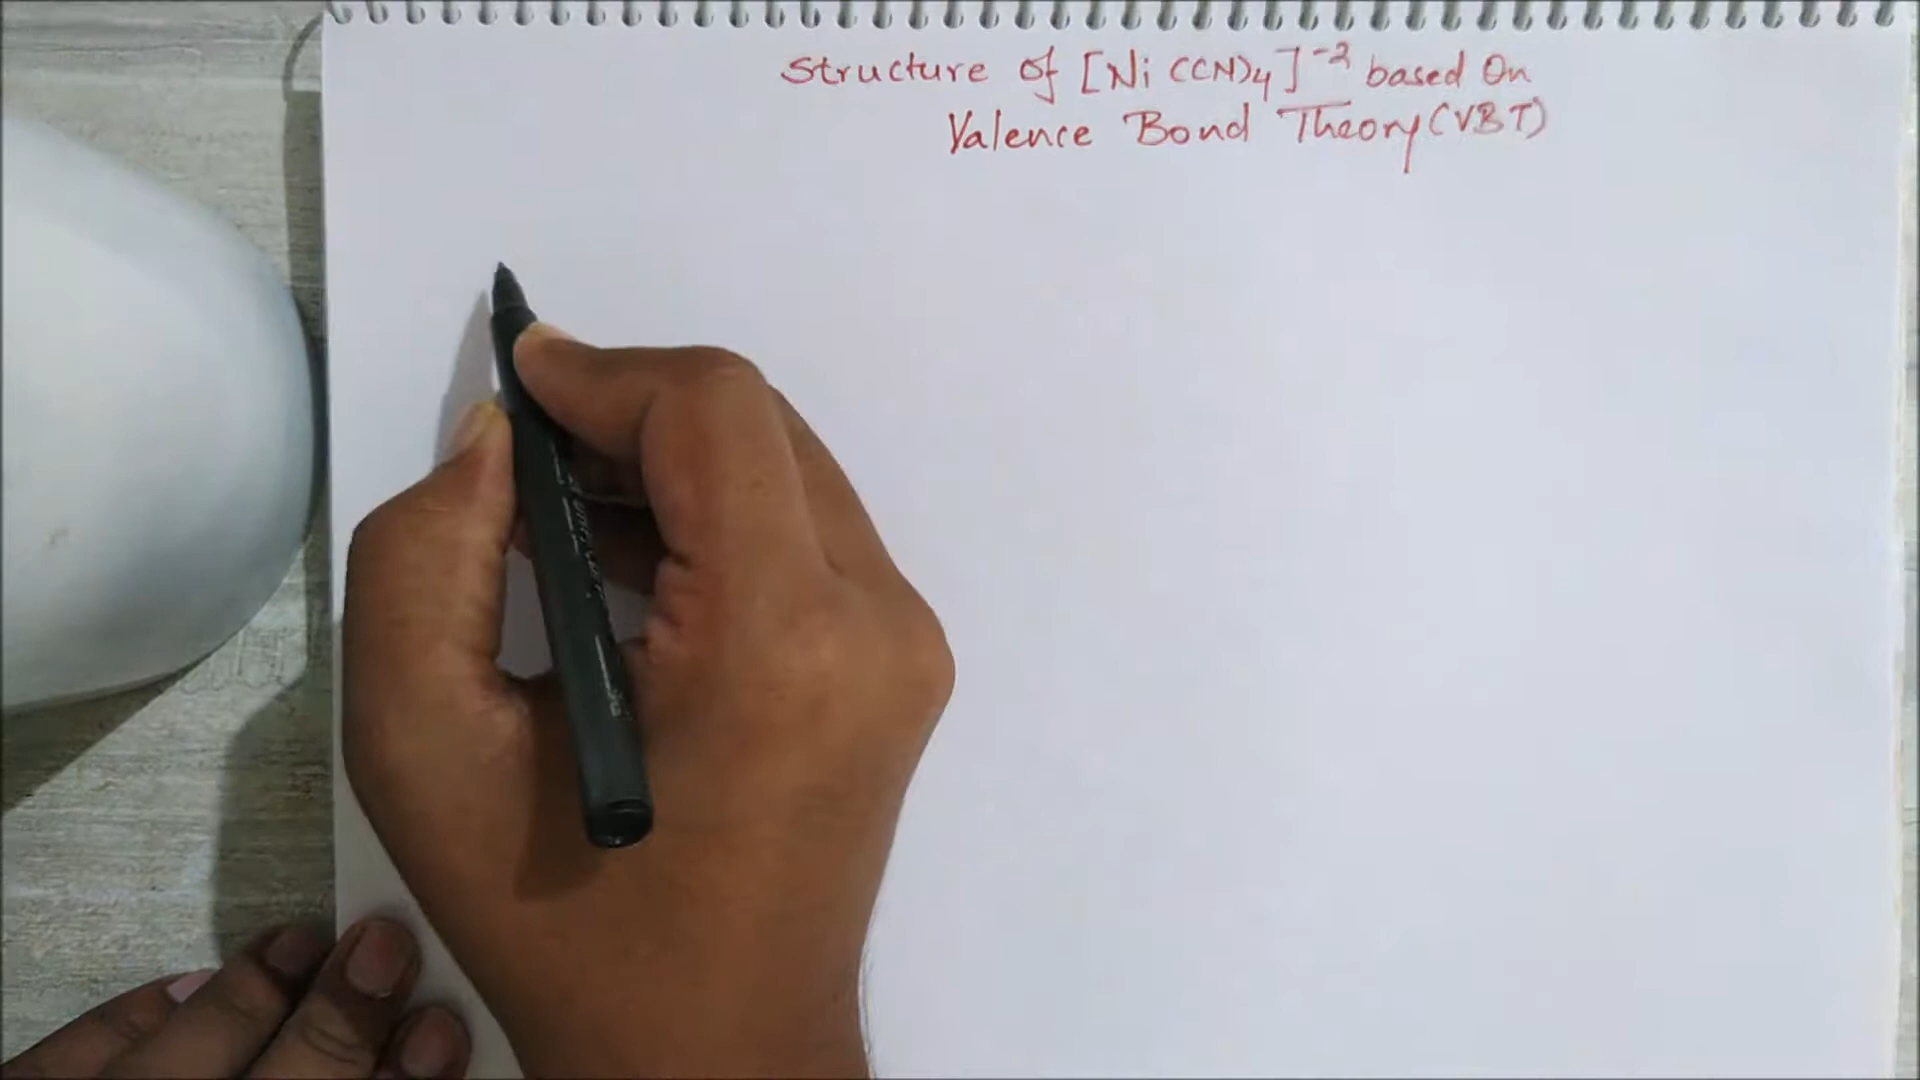 Structure of [Ni(CN)4]⁻² based On
Valence Bond Theory (VBT)